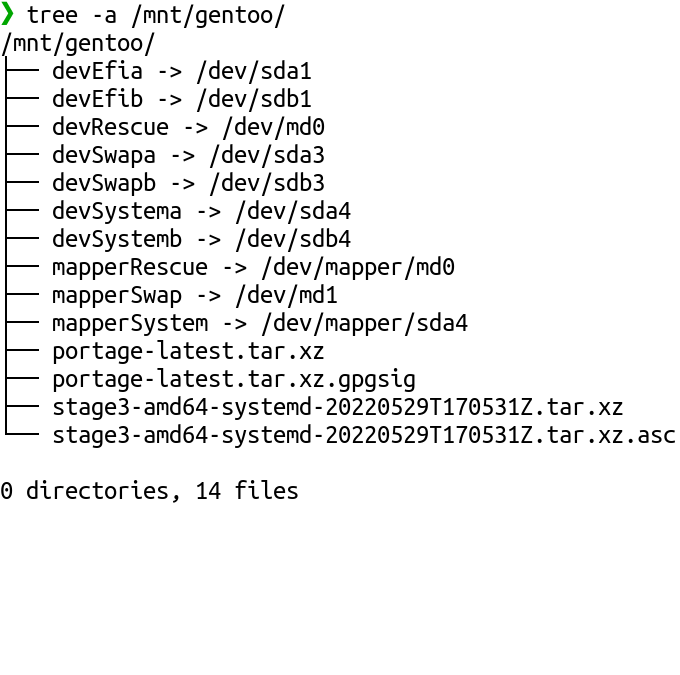 ❯ tree -a /mnt/gentoo/
/mnt/gentoo/
├── devEfia -> /dev/sda1
├── devEfib -> /dev/sdb1
├── devRescue -> /dev/md0
├── devSwapa -> /dev/sda3
├── devSwapb -> /dev/sdb3
├── devSystema -> /dev/sda4
├── devSystemb -> /dev/sdb4
├── mapperRescue -> /dev/mapper/md0
├── mapperSwap -> /dev/md1
├── mapperSystem -> /dev/mapper/sda4
├── portage-latest.tar.xz
├── portage-latest.tar.xz.gpgsig
├── stage3-amd64-systemd-20220529T170531Z.tar.xz
└── stage3-amd64-systemd-20220529T170531Z.tar.xz.asc

0 directories, 14 files